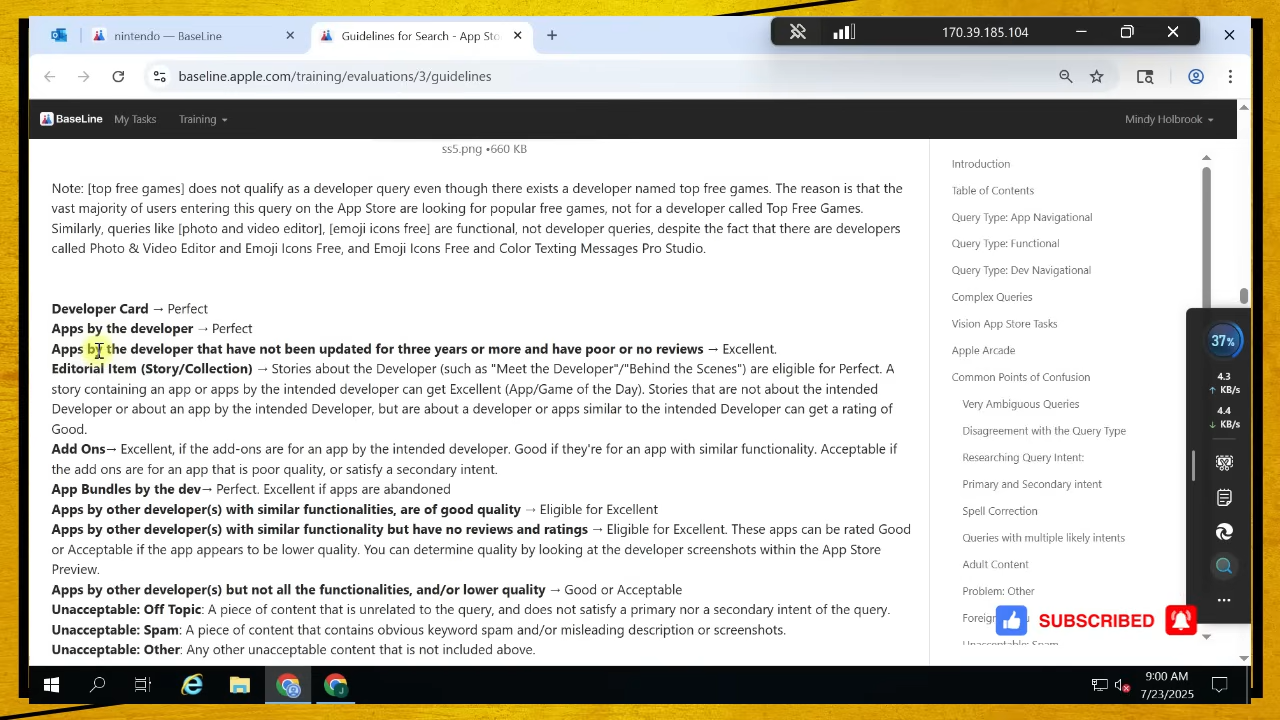 nintendo — BaseLine
Guidelines for Search - App Sto
170.39.185.104
baseline.apple.com/training/evaluations/3/guidelines
BaseLine My Tasks Training Mindy Holbrook
ss5.png •660 KB
Note: [top free games] does not qualify as a developer query even though there exists a developer named top free games. The reason is that the
vast majority of users entering this query on the App Store are looking for popular free games, not for a developer called Top Free Games.
Similarly, queries like [photo and video editor], [emoji icons free] are functional, not developer queries, despite the fact that there are developers
called Photo & Video Editor and Emoji Icons Free, and Emoji Icons Free and Color Texting Messages Pro Studio.
Developer Card → Perfect
Apps by the developer → Perfect
Apps by the developer that have not been updated for three years or more and have poor or no reviews → Excellent.
Editorial Item (Story/Collection) → Stories about the Developer (such as "Meet the Developer"/"Behind the Scenes") are eligible for Perfect. A
story containing an app or apps by the intended developer can get Excellent (App/Game of the Day). Stories that are not about the intended
Developer or about an app by the intended Developer, but are about a developer or apps similar to the intended Developer can get a rating of
Good.
Add Ons→ Excellent, if the add-ons are for an app by the intended developer. Good if they're for an app with similar functionality. Acceptable if
the add ons are for an app that is poor quality, or satisfy a secondary intent.
App Bundles by the dev→ Perfect. Excellent if apps are abandoned
Apps by other developer(s) with similar functionalities, are of good quality → Eligible for Excellent
Apps by other developer(s) with similar functionality but have no reviews and ratings → Eligible for Excellent. These apps can be rated Good
or Acceptable if the app appears to be lower quality. You can determine quality by looking at the developer screenshots within the App Store
Preview.
Apps by other developer(s) but not all the functionalities, and/or lower quality → Good or Acceptable
Unacceptable: Off Topic: A piece of content that is unrelated to the query, and does not satisfy a primary nor a secondary intent of the query.
Unacceptable: Spam: A piece of content that contains obvious keyword spam and/or misleading description or screenshots.
Unacceptable: Other: Any other unacceptable content that is not included above.
Introduction
Table of Contents
Query Type: App Navigational
Query Type: Functional
Query Type: Dev Navigational
Complex Queries
Vision App Store Tasks
Apple Arcade
Common Points of Confusion
Very Ambiguous Queries
Disagreement with the Query Type
Researching Query Intent:
Primary and Secondary intent
Spell Correction
Queries with multiple likely intents
Adult Content
Problem: Other
37%
4.3
KB/s
4.4
KB/s
SUBSCRIBED
9:00 AM
7/23/2025